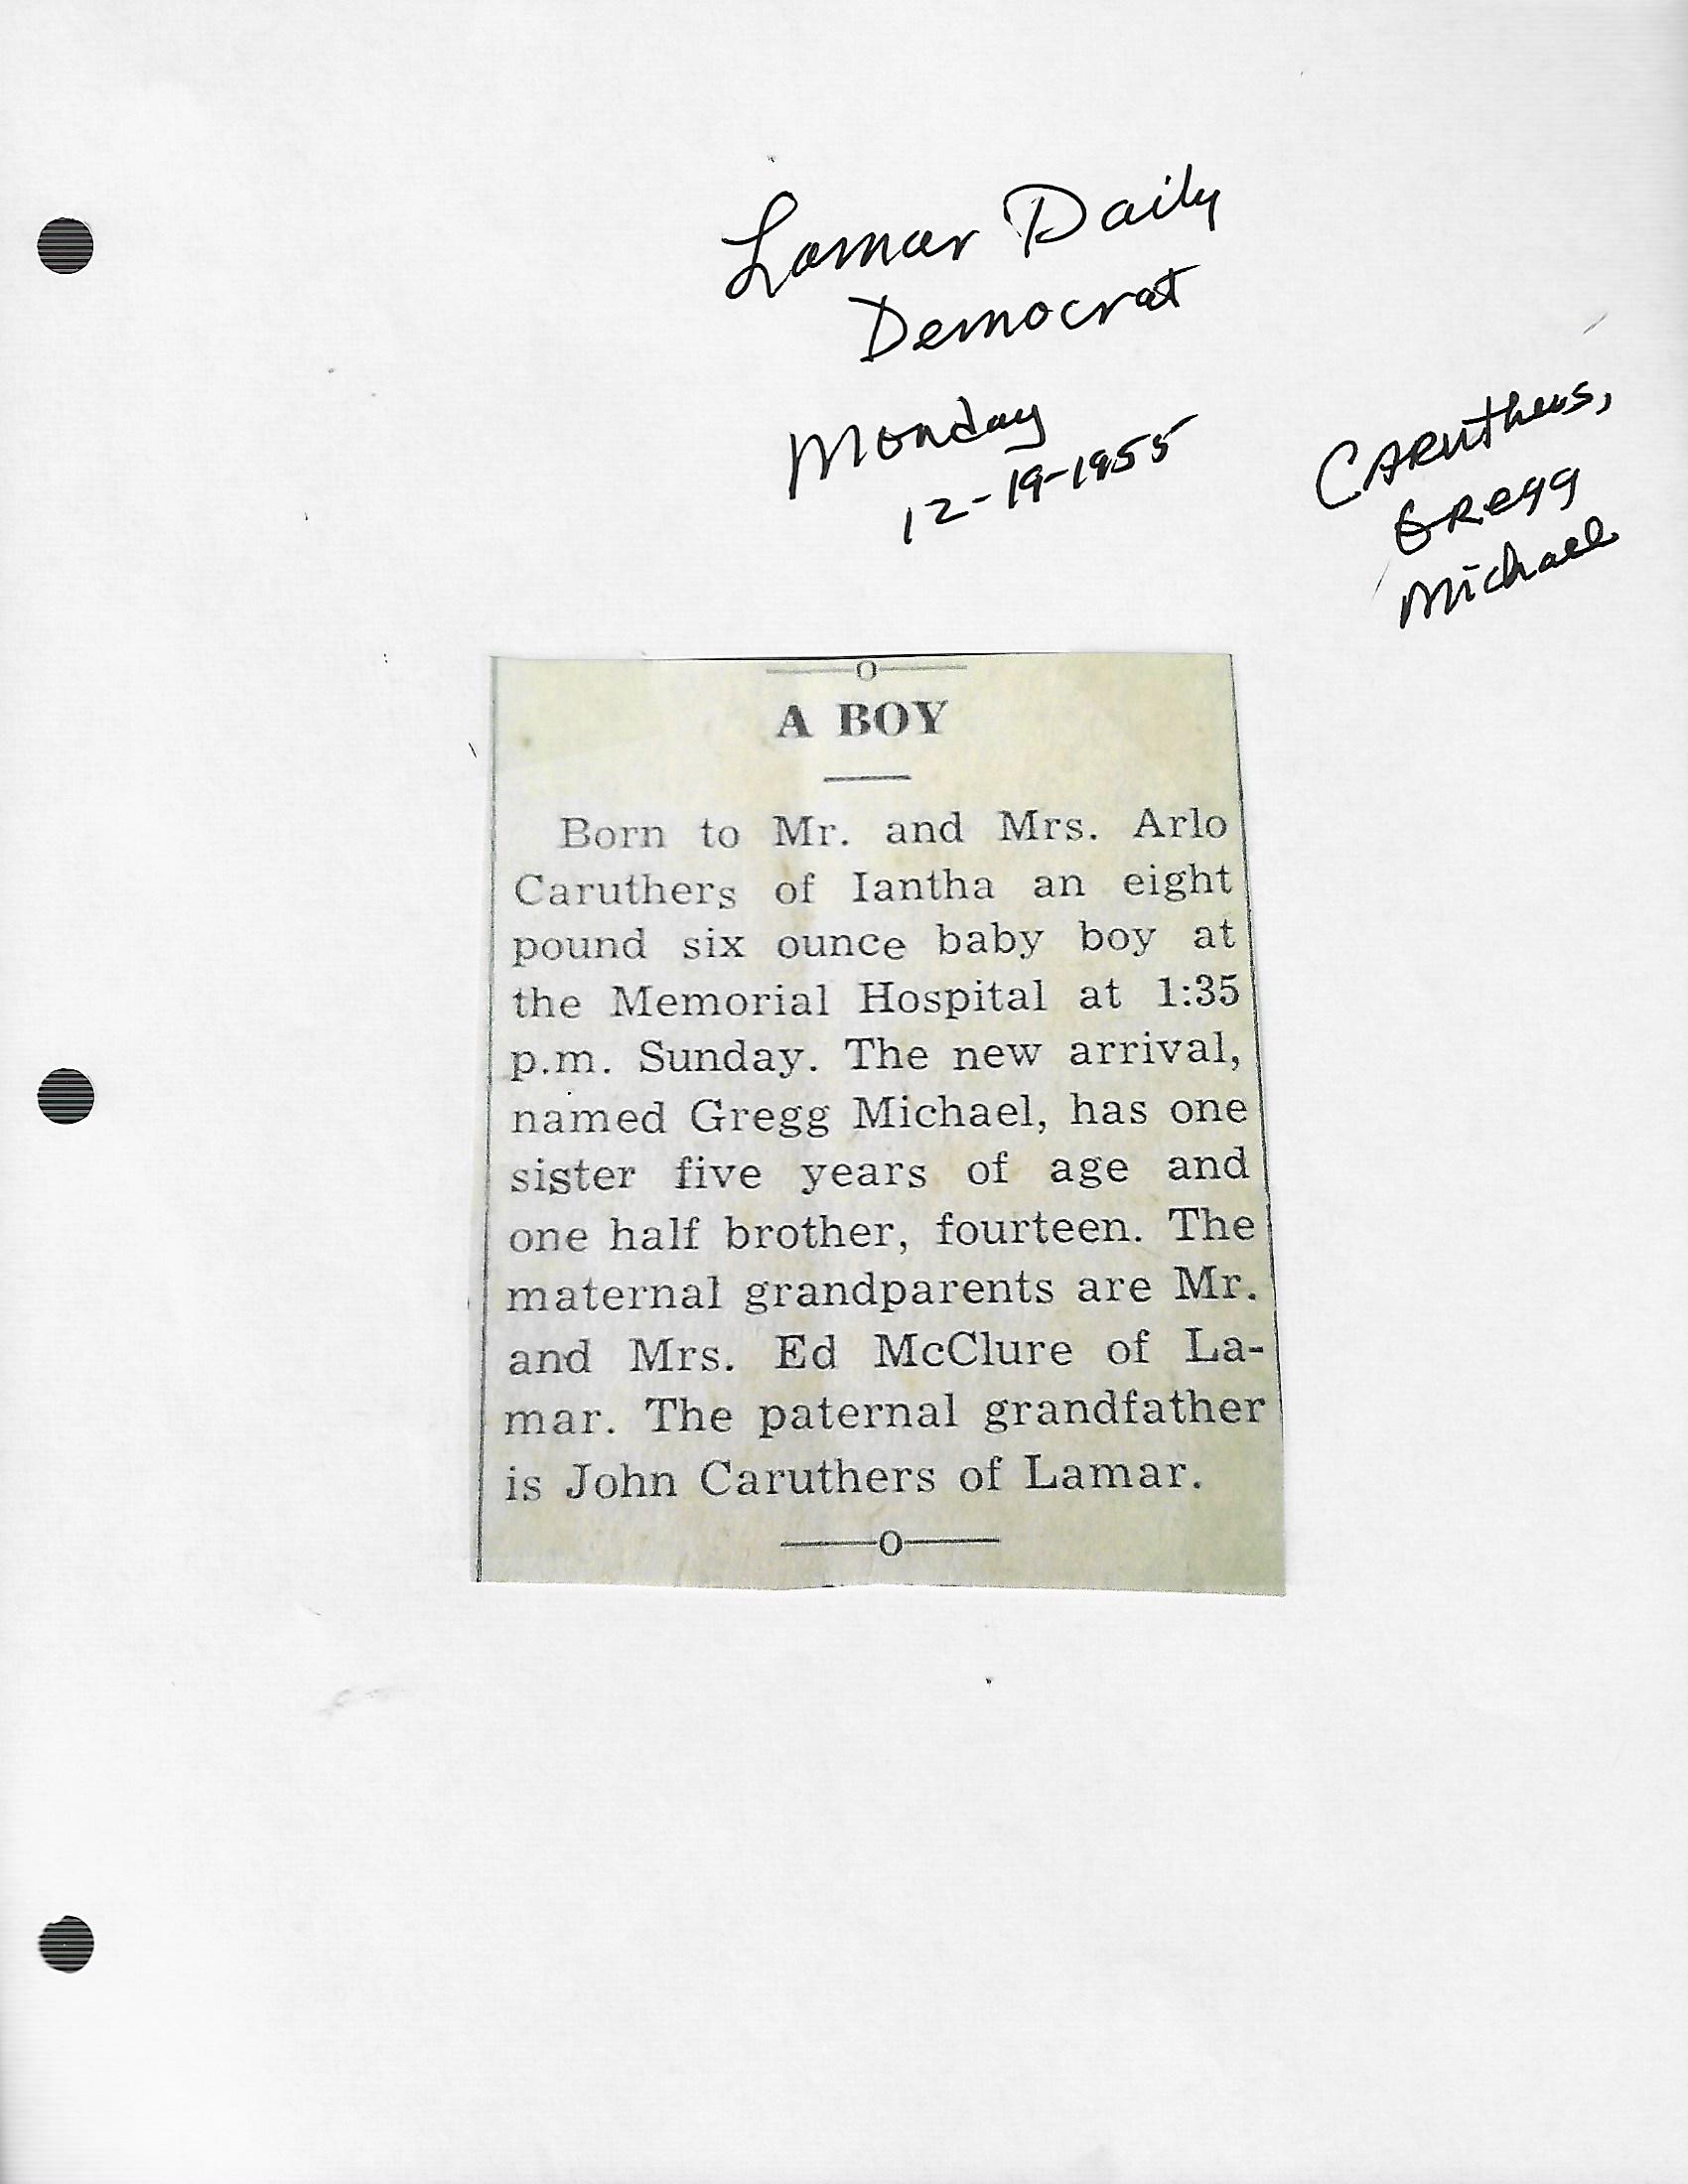 Lamar Daily
Democrat
Monday
12-19-1955
Caruthers,
Gregg
Michael
A BOY
Born to Mr. and Mrs. Arlo
Caruthers of Iantha an eight
pound six ounce baby boy at
the Memorial Hospital at 1:35
p.m. Sunday. The new arrival,
named Gregg Michael, has one
sister five years of age and
one half brother, fourteen. The
maternal grandparents are Mr.
and Mrs. Ed McClure of La-
mar. The paternal grandfather
is John Caruthers of Lamar.